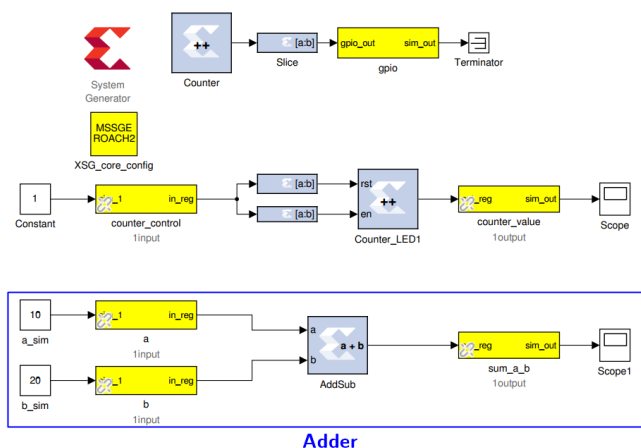 ++
[a:b]
gpio_out
sim_out
Counter
Slice
gpio
Terminator
System
Generator
MSSGE
ROACH2
XSG_core_config
1
_1
in_reg
[a:b]
[a:b]
rst
en
++
_reg
sim_out
Constant
counter_control
1input
Counter_LED1
counter_value
1output
Scope
10
_1
in_reg
a_sim
a
1input
20
_1
in_reg
b_sim
b
1input
a
b
a + b
AddSub
_reg
sim_out
sum_a_b
1output
Scope1
Adder